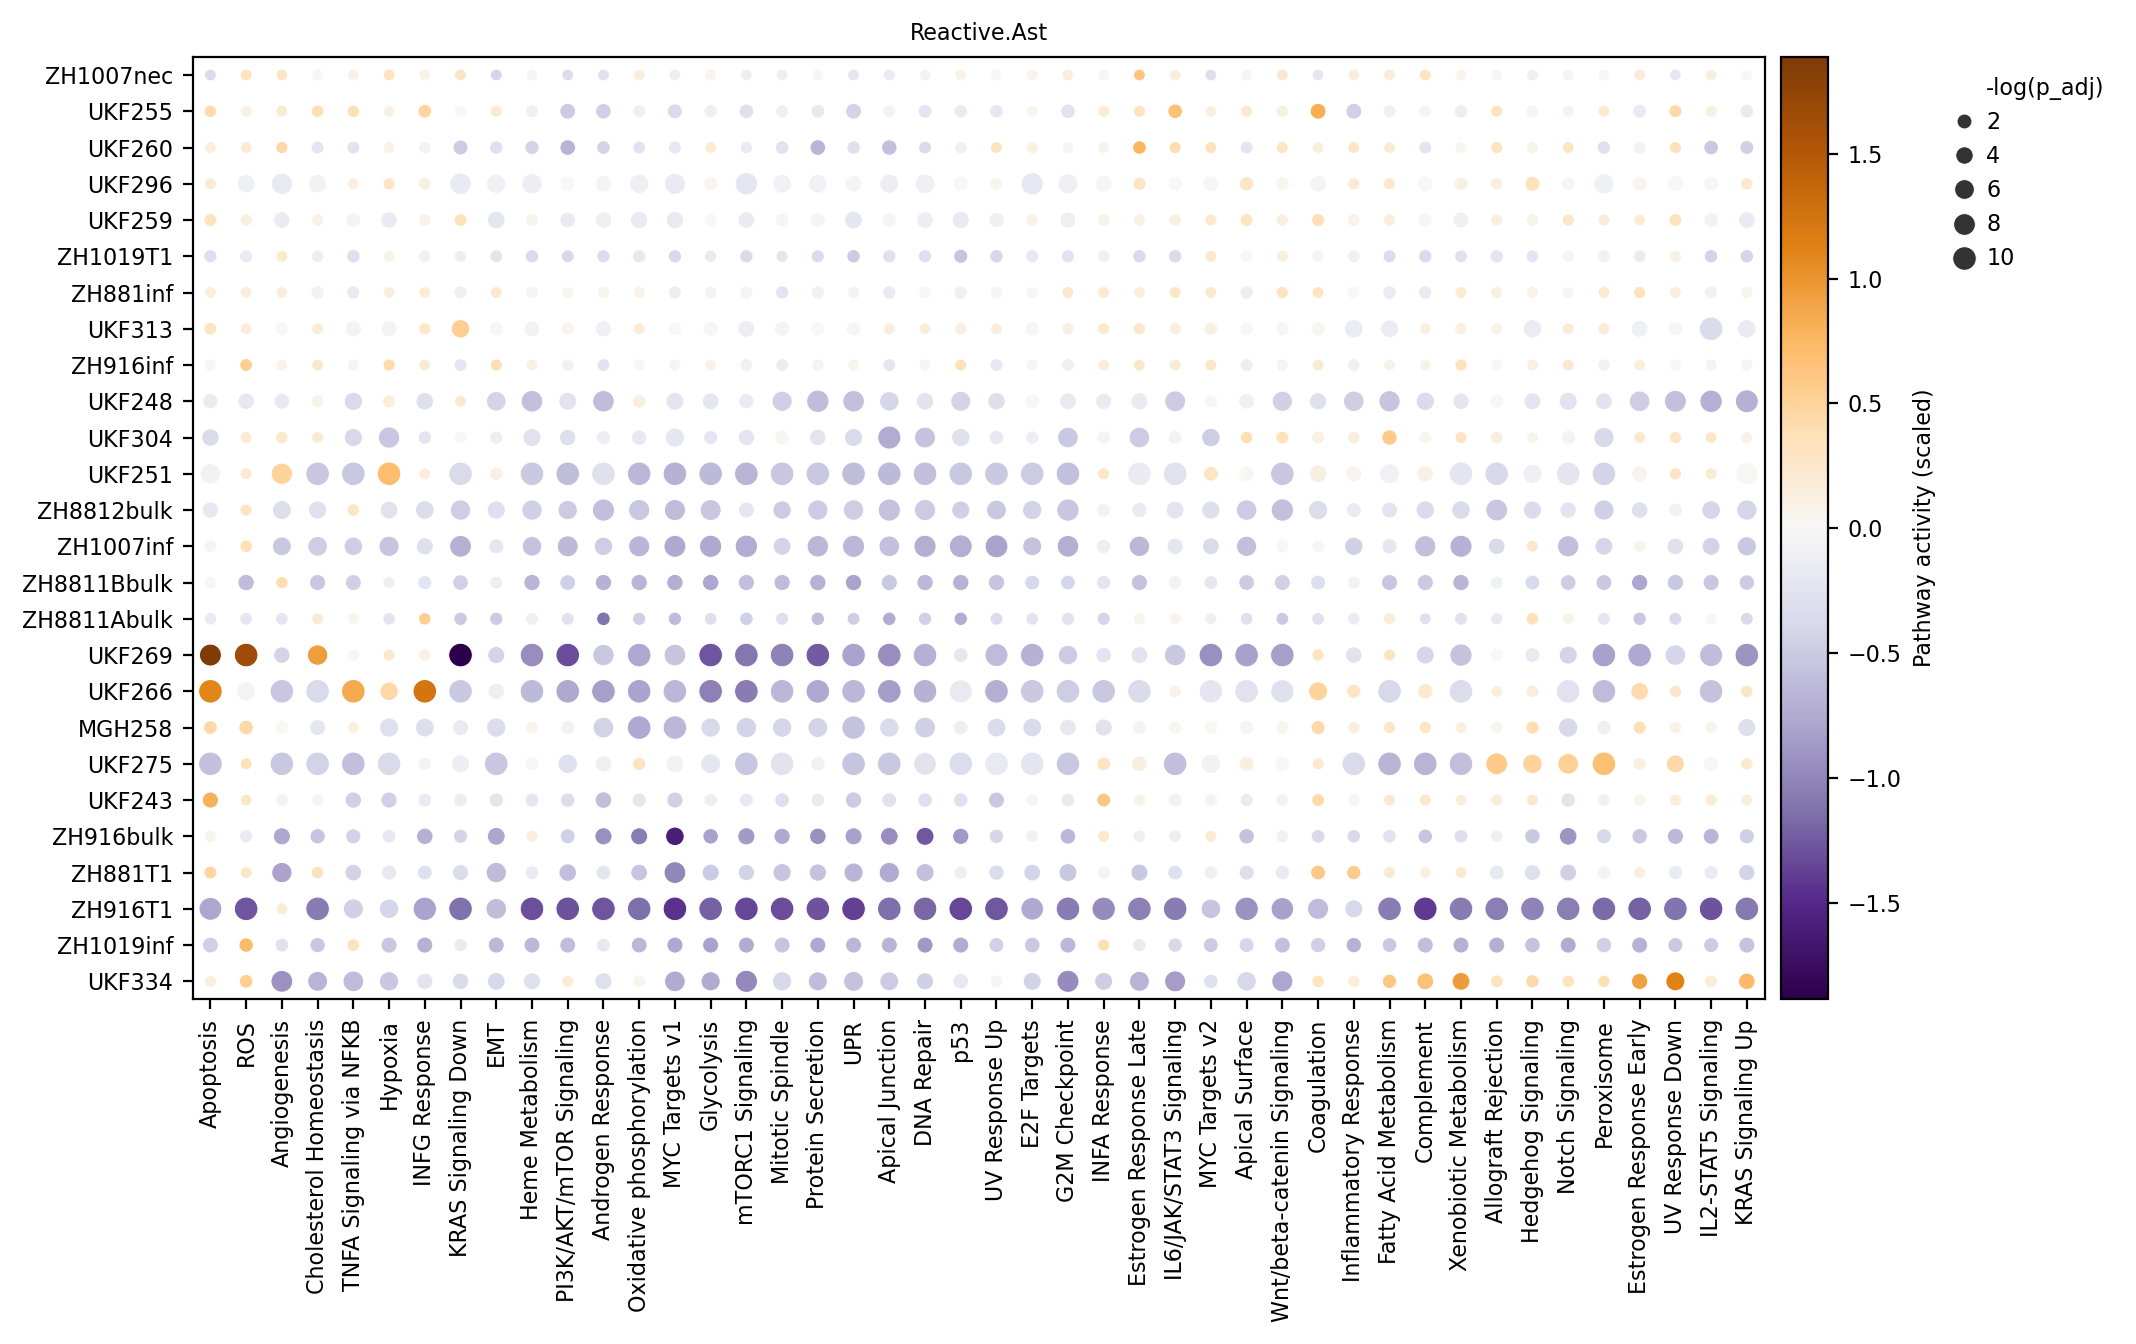 Reactive.Ast
ZH1007nec
UKF255
UKF260
UKF296
UKF259
ZH1019T1
ZH881inf
UKF313
ZH916inf
UKF248
UKF304
UKF251
ZH8812bulk
ZH1007inf
ZH8811Bbulk
ZH8811Abulk
UKF269
UKF266
MGH258
UKF275
UKF243
ZH916bulk
ZH881T1
ZH916T1
ZH1019inf
UKF334
Apoptosis
ROS
Angiogenesis
Cholesterol Homeostasis
TNFA Signaling via NFKB
Hypoxia
INFG Response
KRAS Signaling Down
EMT
Heme Metabolism
PI3K/AKT/mTOR Signaling
Androgen Response
Oxidative phosphorylation
MYC Targets v1
Glycolysis
mTORC1 Signaling
Mitotic Spindle
Protein Secretion
UPR
Apical Junction
DNA Repair
p53
UV Response Up
E2F Targets
G2M Checkpoint
INFA Response
Estrogen Response Late
IL6/JAK/STAT3 Signaling
MYC Targets v2
Apical Surface
Wnt/beta-catenin Signaling
Coagulation
Inflammatory Response
Fatty Acid Metabolism
Complement
Xenobiotic Metabolism
Allograft Rejection
Hedgehog Signaling
Notch Signaling
Peroxisome
Estrogen Response Early
UV Response Down
IL2-STAT5 Signaling
KRAS Signaling Up
1.5
1.0
0.5
0.0
−0.5
−1.0
−1.5
Pathway activity (scaled)
-log(p_adj)
2
4
6
8
10